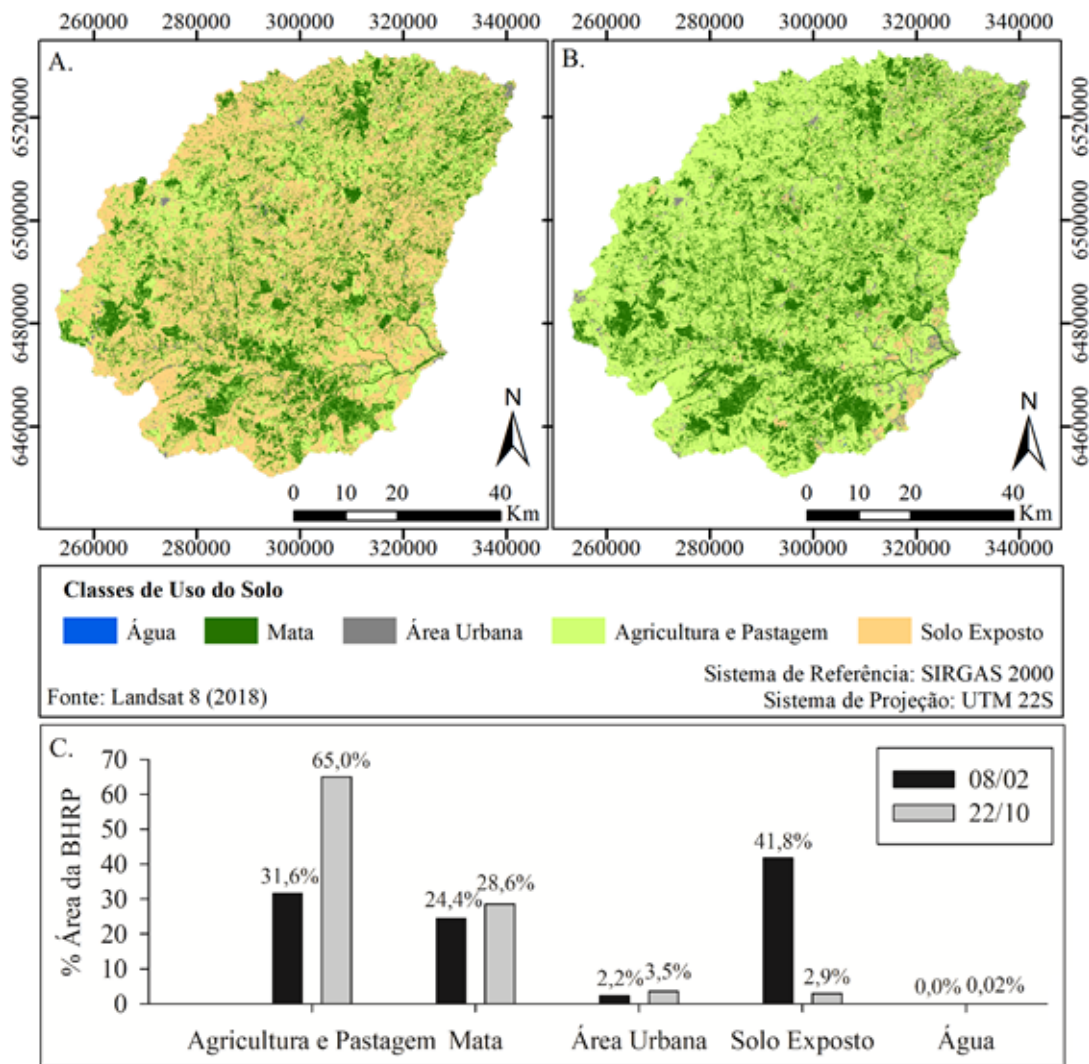 260000 280000 300000 320000 340000 260000 280000 300000 320000 340000
A.
B.
6520000
6500000
6480000
6460000
6520000
6500000
6480000
6460000
N
N
0 10 20 40
Km
0 10 20 40
Km
260000 280000 300000 320000 340000 260000 280000 300000 320000 340000
Classes de Uso do Solo
Água Mata Área Urbana Agricultura e Pastagem Solo Exposto
Sistema de Referência: SIRGAS 2000
Fonte: Landsat 8 (2018) Sistema de Projeção: UTM 22S
C.
% Área da BHRP
70
60
50
40
30
20
10
0
08/02
22/10
31,6% 65,0%
24,4% 28,6%
2,2% 3,5%
41,8% 2,9%
0,0% 0,02%
Agricultura e Pastagem Mata Área Urbana Solo Exposto Água